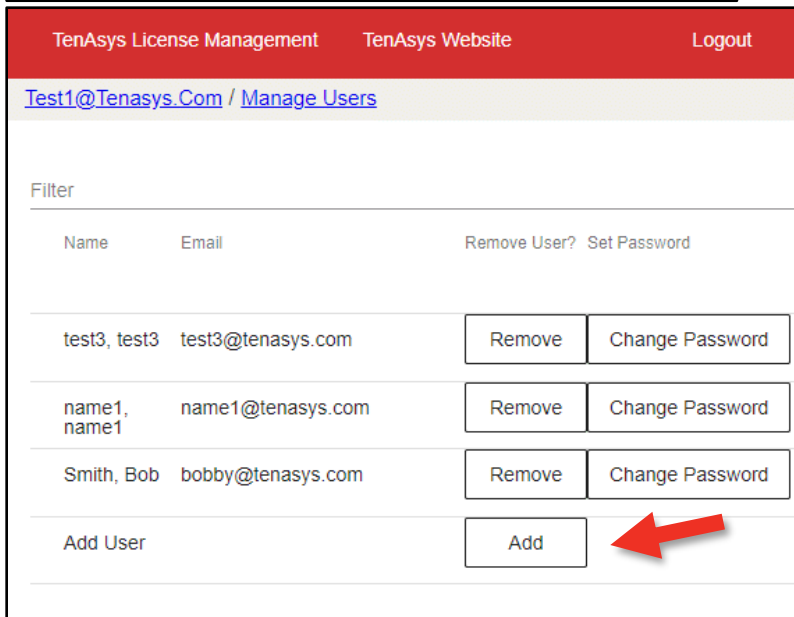 TenAsys License Management TenAsys Website Logout
Test1@Tenasys.Com / Manage Users
Filter
Name Email Remove User? Set Password
test3, test3 test3@tenasys.com Remove Change Password
name1, name1@tenasys.com Remove Change Password
name1
Smith, Bob bobby@tenasys.com Remove Change Password
Add User Add